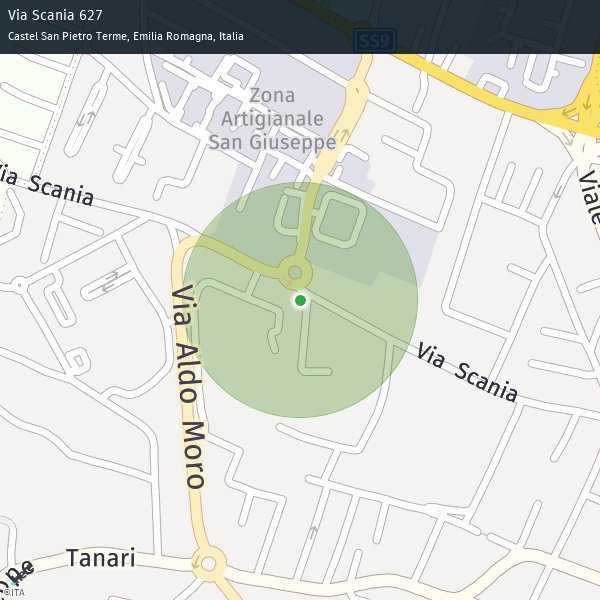 Via Scania 627
Castel San Pietro Terme, Emilia Romagna, Italia
SS9
Zona
Artigianale
San Giuseppe
Via Scania
Viale
Via Aldo Moro
Via Scania
Tanari
©ITA